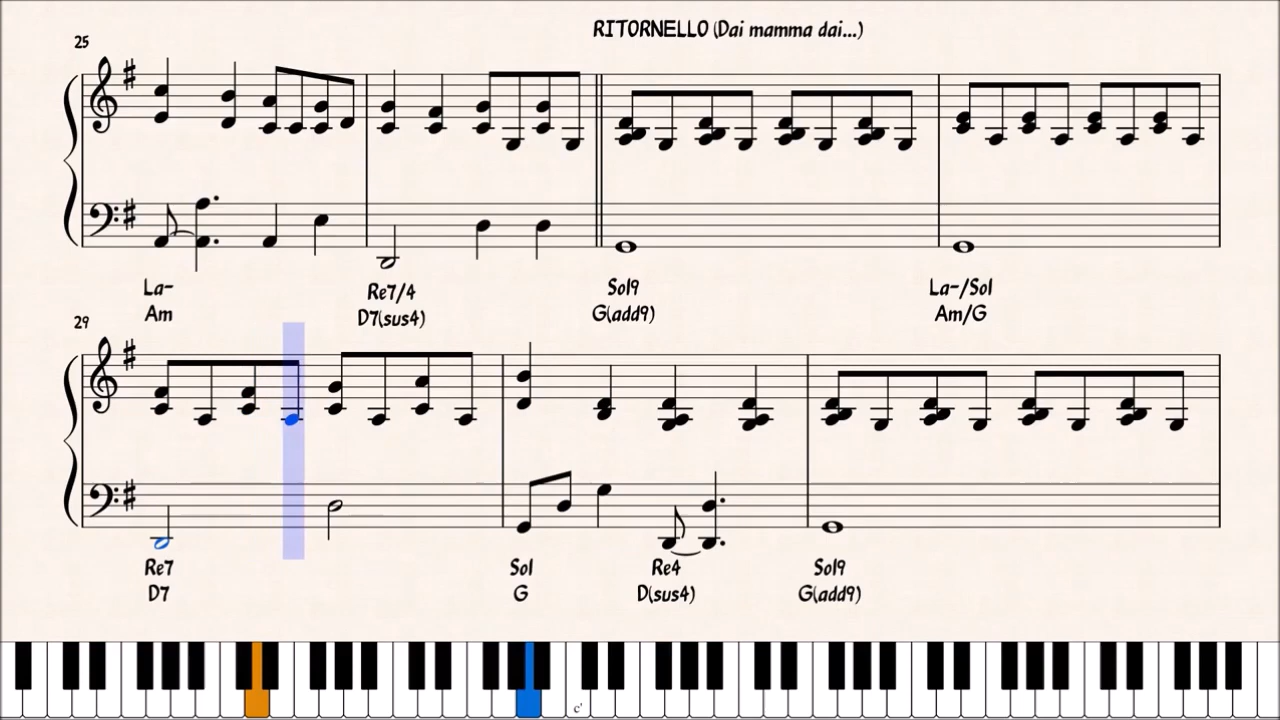 RITORNELLO (Dai mamma dai...)
25
La- Re7/4 Sol9 La-/Sol
Am D7(sus4) G(add9) Am/G
29
Re7 Sol Re4 Sol9
D7 G D(sus4) G(add9)
c'